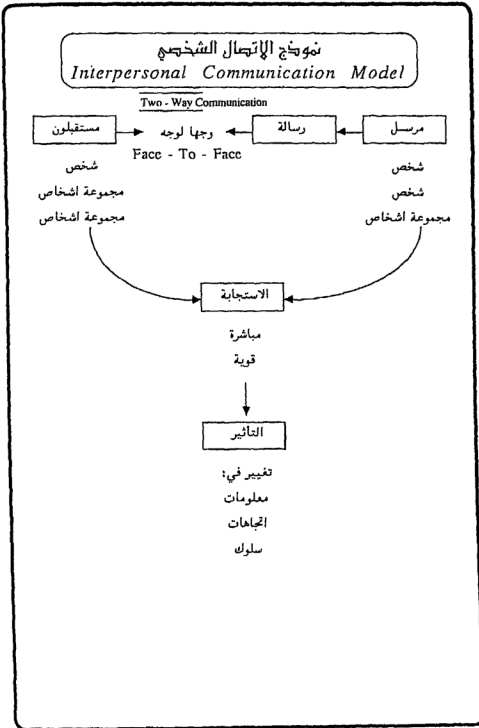 نموذج الإتصال الشخصي
Interpersonal Communication Model
Two - Way Communication
مرسل
رسالة
وجها لوجه
مستقبلون
Face - To - Face
شخص
شخص
شخص
مجموعة اشخاص
مجموعة اشخاص
مجموعة اشخاص
الاستجابة
مباشرة
قوية
التأثير
تغيير في:
معلومات
اتجاهات
سلوك